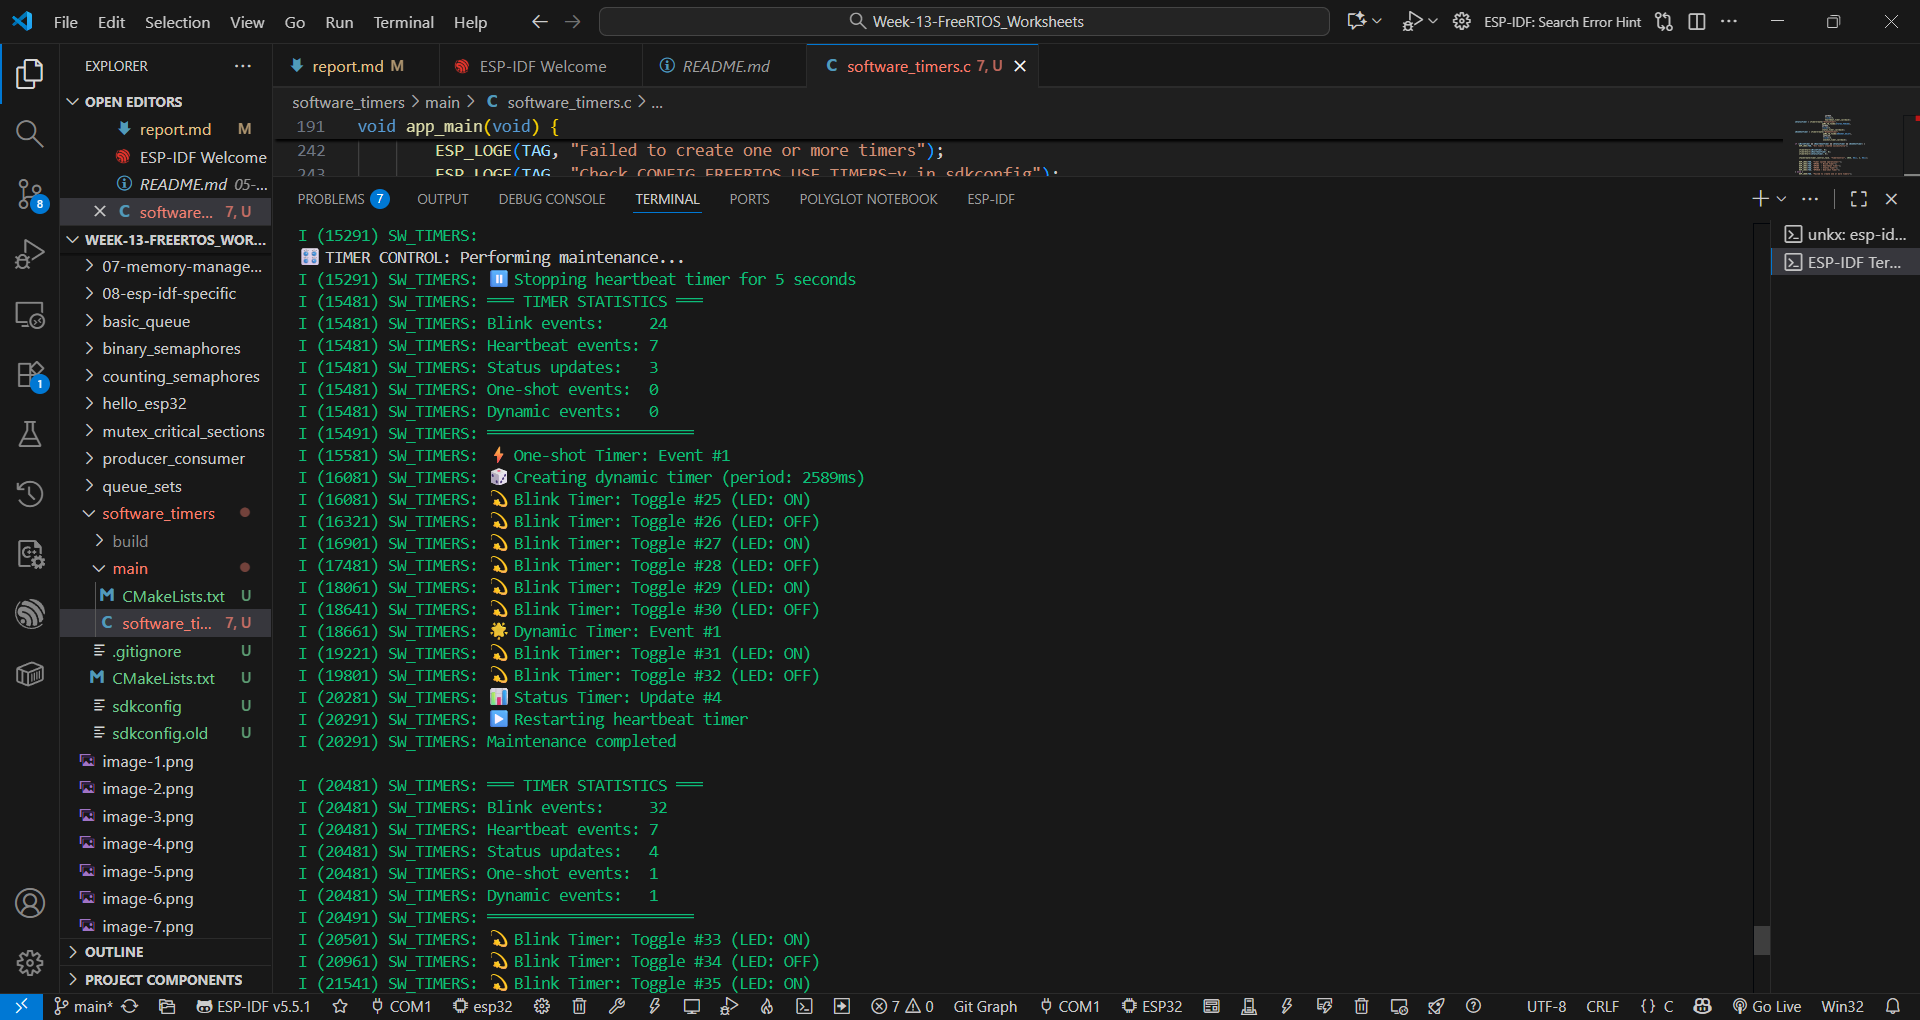 File Edit Selection View Go Run Terminal Help
Week-13-FreeRTOS_Worksheets
ESP-IDF: Search Error Hint
EXPLORER
report.md M
ESP-IDF Welcome
README.md
C software_timers.c 7, U
OPEN EDITORS
report.md M
ESP-IDF Welcome
README.md 05-...
C software... 7, U
WEEK-13-FREERTOS_WOR...
07-memory-manage...
08-esp-idf-specific
basic_queue
binary_semaphores
counting_semaphores
hello_esp32
mutex_critical_sections
producer_consumer
queue_sets
software_timers
build
main
CMakeLists.txt U
C software_ti... 7, U
.gitignore U
CMakeLists.txt U
sdkconfig U
sdkconfig.old U
image-1.png
image-2.png
image-3.png
image-4.png
image-5.png
image-6.png
image-7.png
OUTLINE
PROJECT COMPONENTS
8
1
software_timers > main > C software_timers.c > ...
191 void app_main(void) {
242 ESP_LOGE(TAG, "Failed to create one or more timers");
243 ESP_LOGE(TAG, "Check CONFIG_FREERTOS_USE_TIMERS=y in sdkconfig");
PROBLEMS 7 OUTPUT DEBUG CONSOLE TERMINAL PORTS POLYGLOT NOTEBOOK ESP-IDF
unkx: esp-id...
ESP-IDF Ter...
I (15291) SW_TIMERS:
TIMER CONTROL: Performing maintenance...
I (15291) SW_TIMERS: ⏸ Stopping heartbeat timer for 5 seconds
I (15481) SW_TIMERS: ═══ TIMER STATISTICS ═══
I (15481) SW_TIMERS: Blink events: 24
I (15481) SW_TIMERS: Heartbeat events: 7
I (15481) SW_TIMERS: Status updates: 3
I (15481) SW_TIMERS: One-shot events: 0
I (15481) SW_TIMERS: Dynamic events: 0
I (15491) SW_TIMERS: ═══════════════════════
I (15581) SW_TIMERS: ⚡ One-shot Timer: Event #1
I (16081) SW_TIMERS: 🎲 Creating dynamic timer (period: 2589ms)
I (16081) SW_TIMERS: 💫 Blink Timer: Toggle #25 (LED: ON)
I (16321) SW_TIMERS: 💫 Blink Timer: Toggle #26 (LED: OFF)
I (16901) SW_TIMERS: 💫 Blink Timer: Toggle #27 (LED: ON)
I (17481) SW_TIMERS: 💫 Blink Timer: Toggle #28 (LED: OFF)
I (18061) SW_TIMERS: 💫 Blink Timer: Toggle #29 (LED: ON)
I (18641) SW_TIMERS: 💫 Blink Timer: Toggle #30 (LED: OFF)
I (18661) SW_TIMERS: 🌟 Dynamic Timer: Event #1
I (19221) SW_TIMERS: 💫 Blink Timer: Toggle #31 (LED: ON)
I (19801) SW_TIMERS: 💫 Blink Timer: Toggle #32 (LED: OFF)
I (20281) SW_TIMERS: 📊 Status Timer: Update #4
I (20291) SW_TIMERS: ▶ Restarting heartbeat timer
I (20291) SW_TIMERS: Maintenance completed
I (20481) SW_TIMERS: ═══ TIMER STATISTICS ═══
I (20481) SW_TIMERS: Blink events: 32
I (20481) SW_TIMERS: Heartbeat events: 7
I (20481) SW_TIMERS: Status updates: 4
I (20481) SW_TIMERS: One-shot events: 1
I (20481) SW_TIMERS: Dynamic events: 1
I (20491) SW_TIMERS: ═══════════════════════
I (20501) SW_TIMERS: 💫 Blink Timer: Toggle #33 (LED: ON)
I (20961) SW_TIMERS: 💫 Blink Timer: Toggle #34 (LED: OFF)
I (21541) SW_TIMERS: 💫 Blink Timer: Toggle #35 (LED: ON)
main* ESP-IDF v5.5.1 COM1 esp32 7 0 Git Graph COM1 ESP32 UTF-8 CRLF {} C Go Live Win32